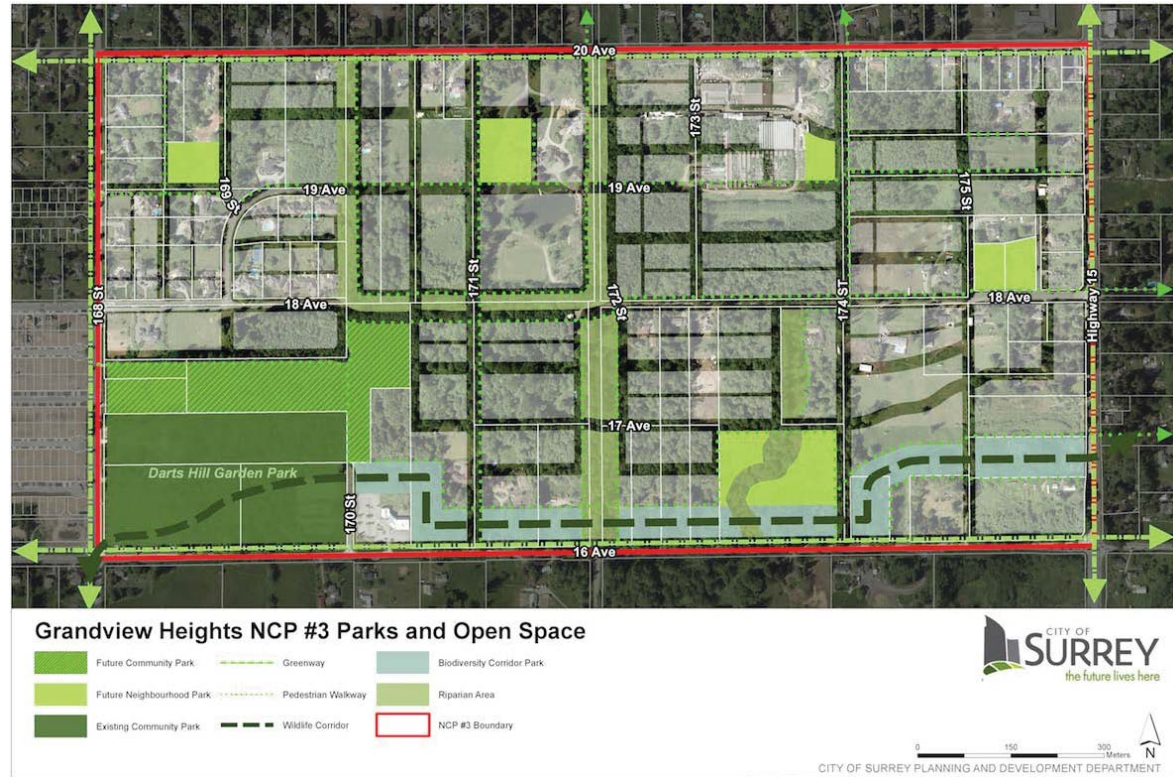 20 Ave
173 St
169 St
19 Ave
19 Ave
175 St
168 St
171 St
18 Ave
172 St
174 ST
18 Ave
Highway 15
17 Ave
Darts Hill Garden Park
170 St
16 Ave
Grandview Heights NCP #3 Parks and Open Space
Future Community Park
Greenway
Biodiversity Corridor Park
Future Neighbourhood Park
Pedestrian Walkway
Riparian Area
Existing Community Park
Wildlife Corridor
NCP #3 Boundary
CITY OF
SURREY
the future lives here
0 150 300
Meters
N
CITY OF SURREY PLANNING AND DEVELOPMENT DEPARTMENT